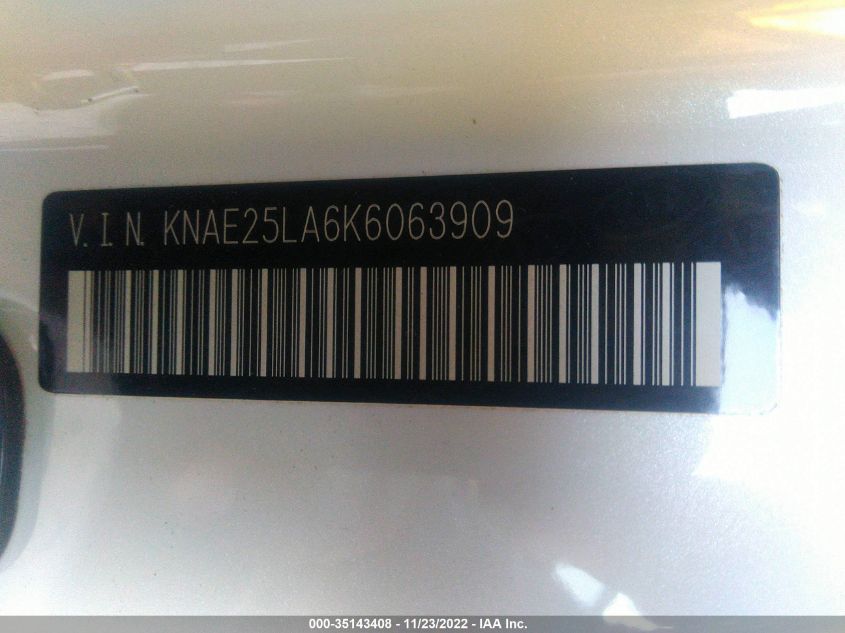 V.I.N. KNAE25LA6K6063909
000-35143408 - 11/23/2022 - IAA Inc.